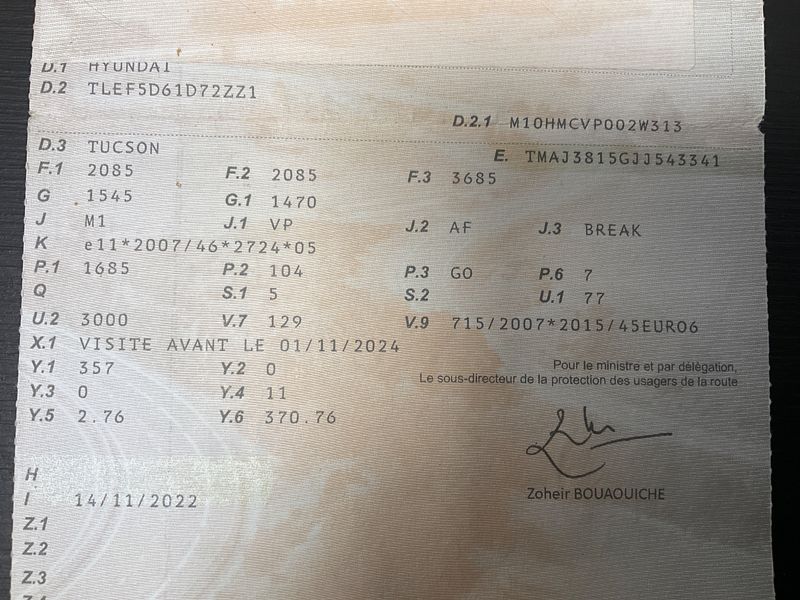 D.1 HYUNDAI
D.2 TLEF5D61D72ZZ1
D.2.1 M10HMCVP002W313
D.3 TUCSON
E. TMAJ3815GJJ543341
F.1 2085 F.2 2085 F.3 3685
G 1545 G.1 1470
J M1 J.1 VP J.2 AF J.3 BREAK
K e11*2007/46*2724*05
P.1 1685 P.2 104 P.3 GO P.6 7
Q S.1 5 S.2 U.1 77
U.2 3000 V.7 129 V.9 715/2007*2015/45EURO6
X.1 VISITE AVANT LE 01/11/2024
Y.1 357 Y.2 0
Y.3 0 Y.4 11
Y.5 2.76 Y.6 370.76
Pour le ministre et par délégation,
Le sous-directeur de la protection des usagers de la route
Zoheir BOUAOUICHE
H
I 14/11/2022
Z.1
Z.2
Z.3